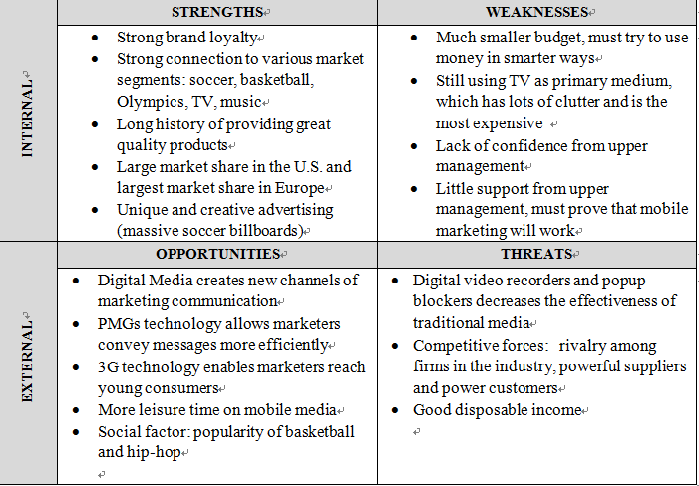 STRENGTHS
WEAKNESSES
INTERNAL
• Strong brand loyalty
• Strong connection to various market
segments: soccer, basketball,
Olympics, TV, music
• Long history of providing great
quality products
• Large market share in the U.S. and
largest market share in Europe
• Unique and creative advertising
(massive soccer billboards)
• Much smaller budget, must try to use
money in smarter ways
• Still using TV as primary medium,
which has lots of clutter and is the
most expensive
• Lack of confidence from upper
management
• Little support from upper
management, must prove that mobile
marketing will work
OPPORTUNITIES
THREATS
EXTERNAL
• Digital Media creates new channels of
marketing communication
• PMGs technology allows marketers
convey messages more efficiently
• 3G technology enables marketers reach
young consumers
• More leisure time on mobile media
• Social factor: popularity of basketball
and hip-hop
• Digital video recorders and popup
blockers decreases the effectiveness of
traditional media
• Competitive forces: rivalry among
firms in the industry, powerful suppliers
and power customers
• Good disposable income